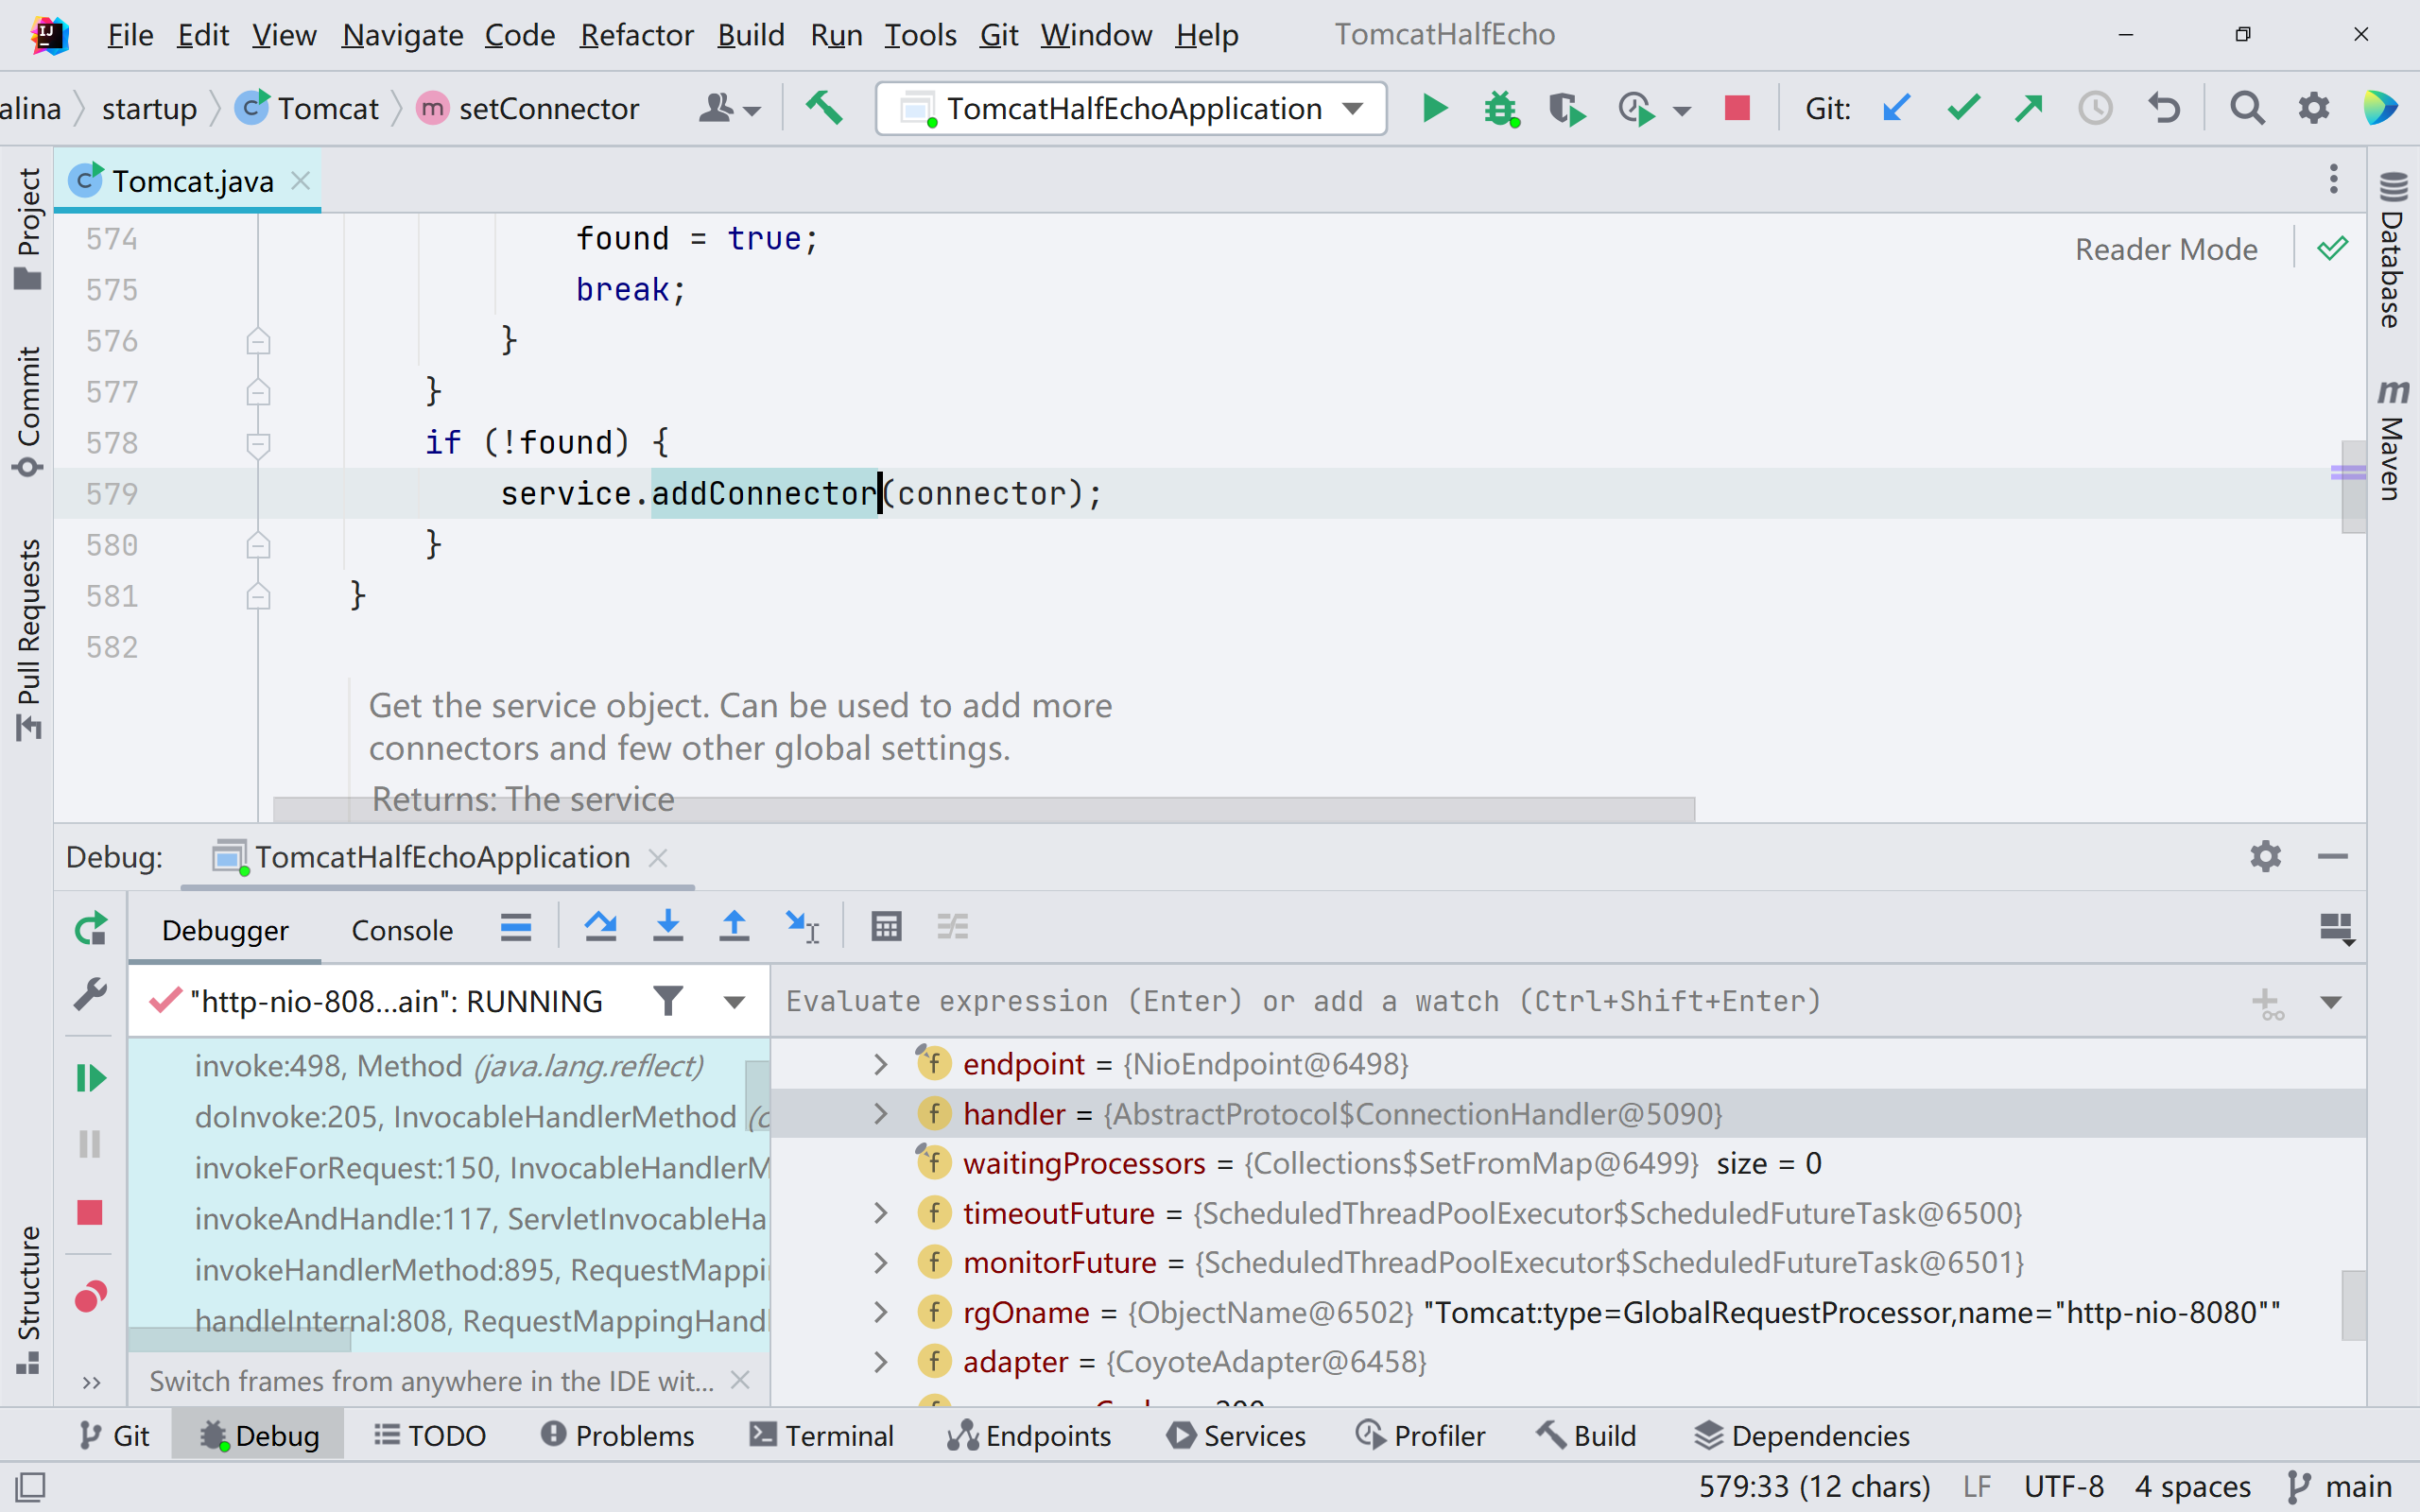 File Edit View Navigate Code Refactor Build Run Tools Git Window Help TomcatHalfEcho
alina startup Tomcat setConnector TomcatHalfEchoApplication Git:
Project
Commit
Pull Requests
Structure
Database
Maven
Tomcat.java
Reader Mode
574 found = true;
575 break;
576 }
577 }
578 if (!found) {
579 service.addConnector(connector);
580 }
581 }
582
Get the service object. Can be used to add more
connectors and few other global settings.
Returns: The service
Debug: TomcatHalfEchoApplication
Debugger Console
"http-nio-808...ain": RUNNING
invoke:498, Method (java.lang.reflect)
doInvoke:205, InvocableHandlerMethod
invokeForRequest:150, InvocableHandlerM
invokeAndHandle:117, ServletInvocableHa
invokeHandlerMethod:895, RequestMappi
handleInternal:808, RequestMappingHandl
Switch frames from anywhere in the IDE wit...
Evaluate expression (Enter) or add a watch (Ctrl+Shift+Enter)
endpoint = {NioEndpoint@6498}
handler = {AbstractProtocol$ConnectionHandler@5090}
waitingProcessors = {Collections$SetFromMap@6499} size = 0
timeoutFuture = {ScheduledThreadPoolExecutor$ScheduledFutureTask@6500}
monitorFuture = {ScheduledThreadPoolExecutor$ScheduledFutureTask@6501}
rgOname = {ObjectName@6502} "Tomcat:type=GlobalRequestProcessor,name="http-nio-8080""
adapter = {CoyoteAdapter@6458}
Git Debug TODO Problems Terminal Endpoints Services Profiler Build Dependencies
579:33 (12 chars) LF UTF-8 4 spaces main